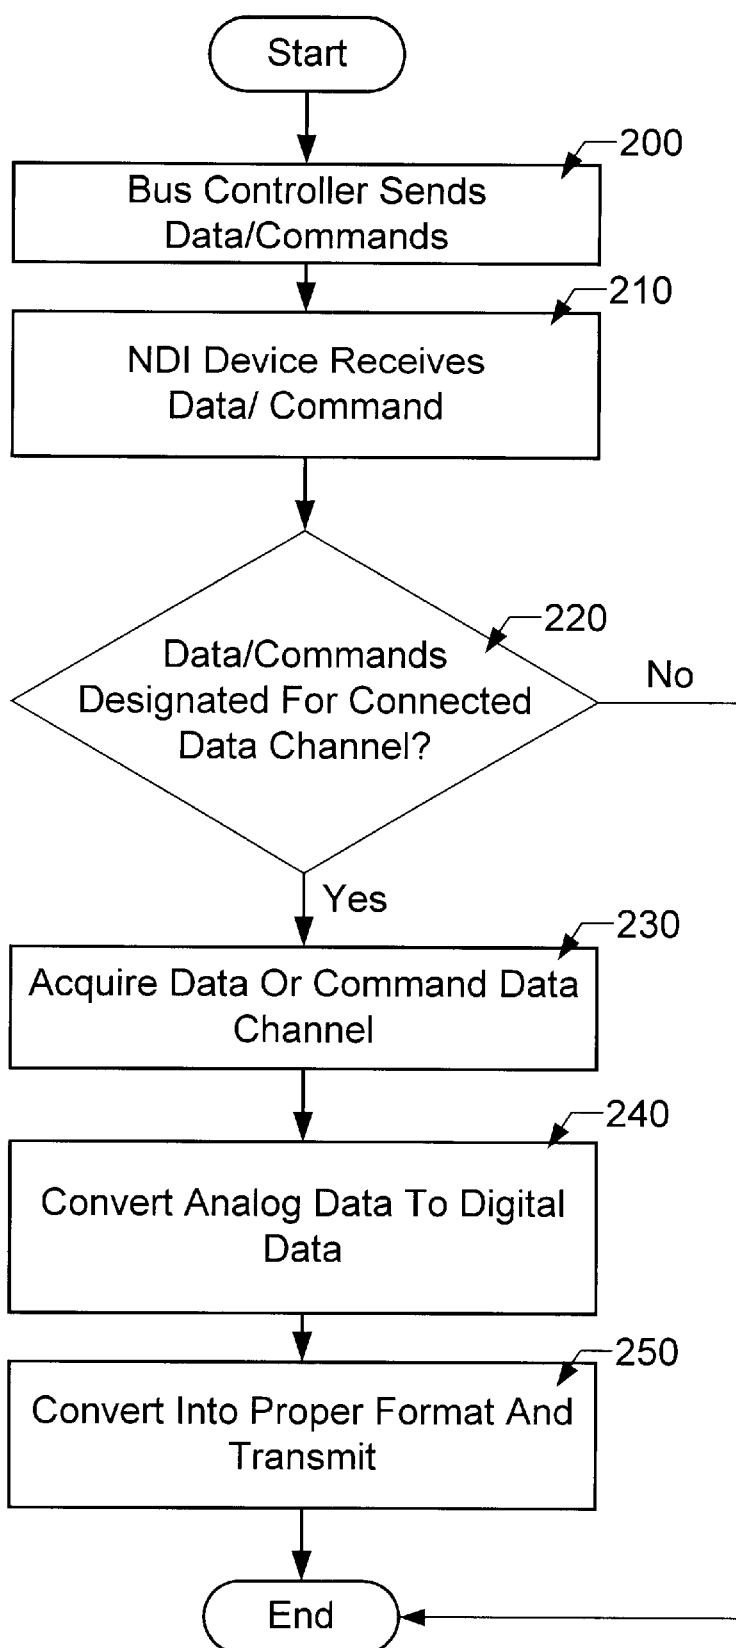 Start
200
Bus Controller Sends
Data/Commands
210
NDI Device Receives
Data/ Command
220
Data/Commands
Designated For Connected
Data Channel?
No
Yes
230
Acquire Data Or Command Data
Channel
240
Convert Analog Data To Digital
Data
250
Convert Into Proper Format And
Transmit
End